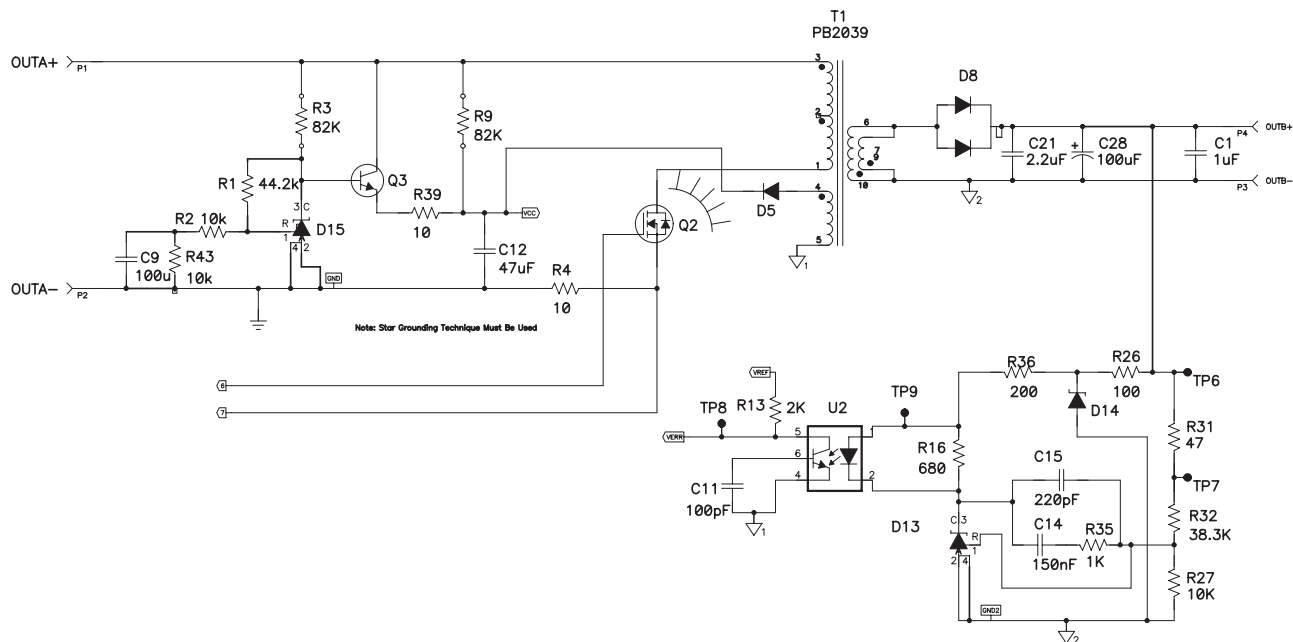 T1
PB2039
OUTA+
P1
3
R3
82K
R9
82K
2
D8
6
7
9
10
C21
2.2uF
+
C28
100uF
C1
1uF
P4
OUTB+
P3
OUTB-
2
1
R1
44.2k
Q3
R39
10
VCC
D5
4
5
1
Q2
R2
10k
3
C
R
1
4
2
D15
C9
100u
R43
10k
C12
47uF
R4
10
GND
OUTA-
P2
Note: Star Grounding Technique Must Be Used
6
7
VREF
R13
2K
TP8
VERR
U2
5
6
4
1
2
TP9
C11
100pF
1
R36
200
R26
100
TP6
D14
R31
47
R16
680
C15
220pF
TP7
D13
C
3
R
1
2
4
C14
150nF
R35
1K
R32
38.3K
R27
10K
GND2
2